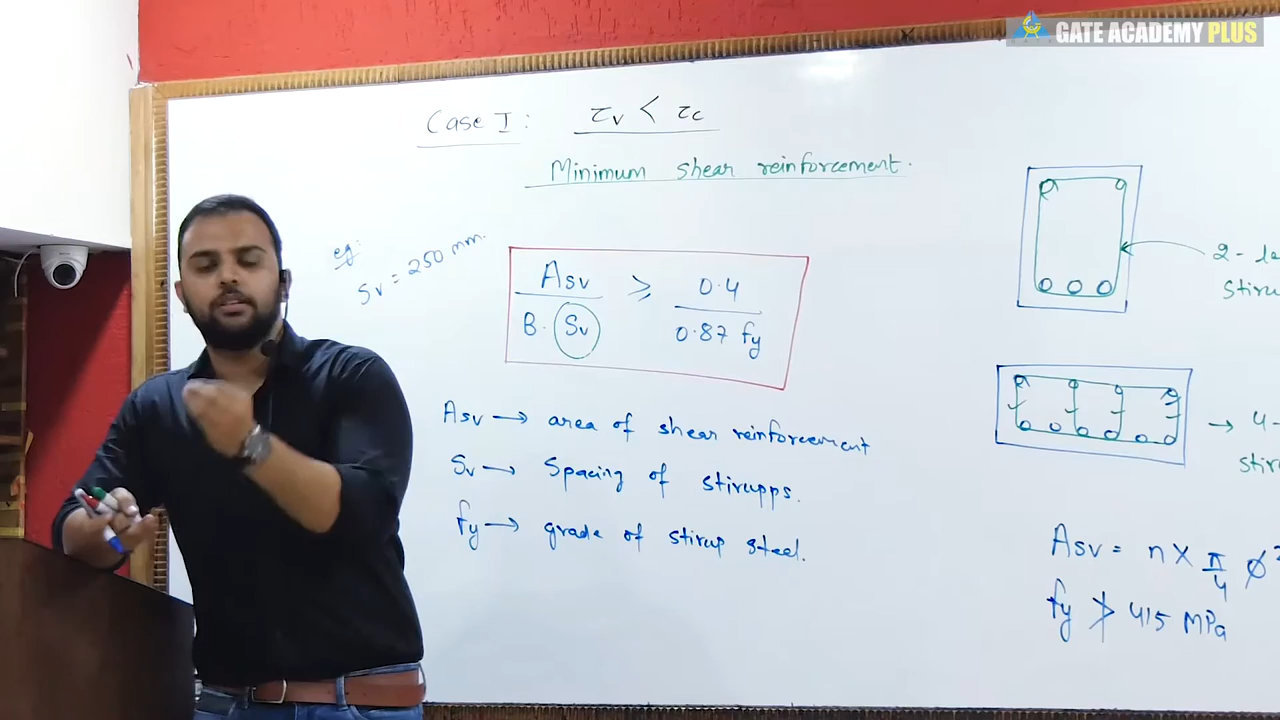 GATE ACADEMY PLUS
Case I: τv < τc
Minimum shear reinforcement.
eg:
Sv = 250 mm.
Asv / B. Sv ≥ 0.4 / 0.87 fy
2-
Asv → area of shear reinforcement
Sv → Spacing of stirupps.
fy → grade of stirup steel.
→ 4-
Asv = n × π/4 φ²
fy ≯ 415 MPa